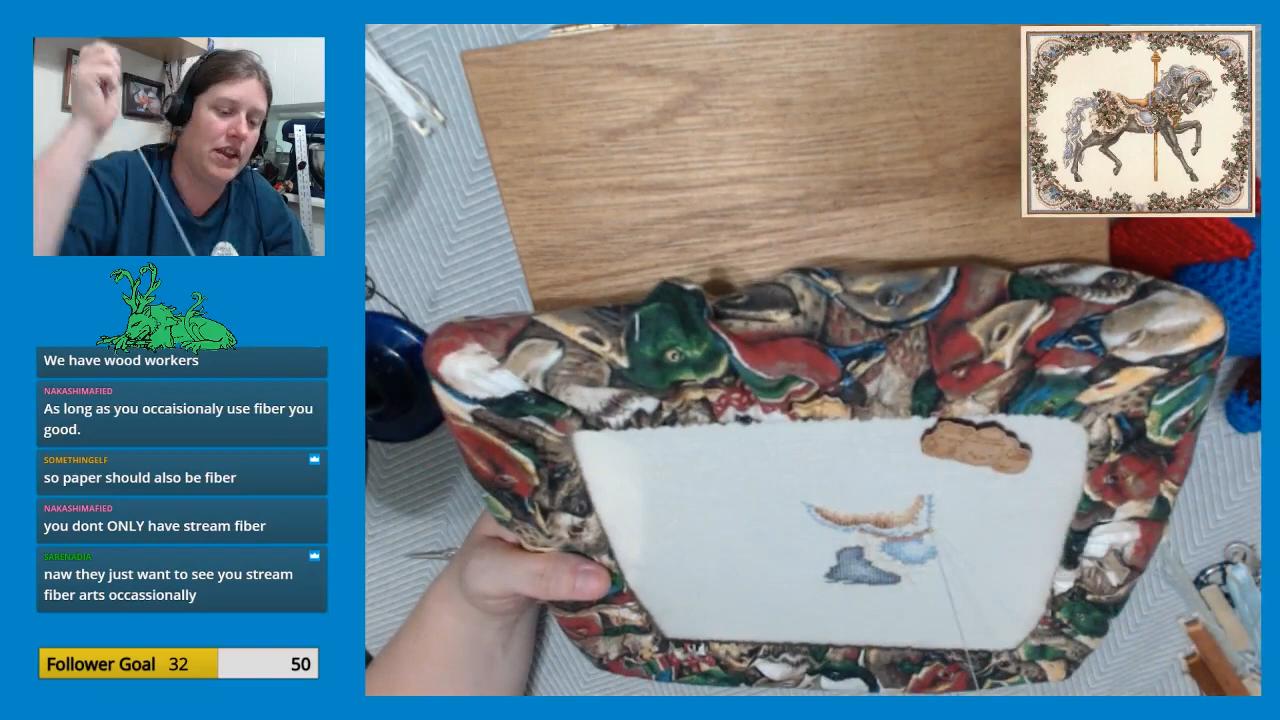 We have wood workers
NAKASHIMAFIED
As long as you occaisionaly use fiber you
good.
SOMETHINGELF
so paper should also be fiber
NAKASHIMAFIED
you dont ONLY have stream fiber
SARENADIA
naw they just want to see you stream
fiber arts occassionally
Follower Goal 32 50